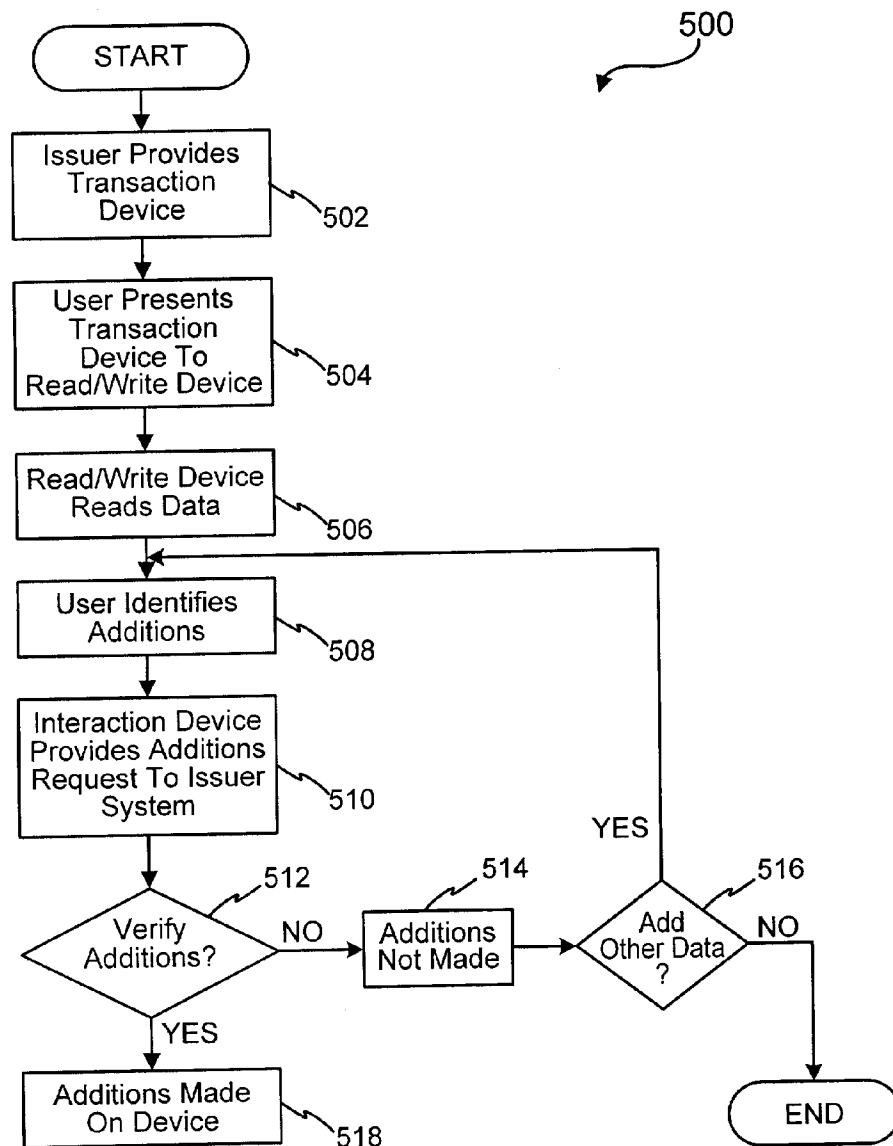 500
START
Issuer Provides
Transaction
Device
502
User Presents
Transaction
Device To
Read/Write Device
504
Read/Write Device
Reads Data
506
User Identifies
Additions
508
Interaction Device
Provides Additions
Request To Issuer
System
510
Verify
Additions?
512
NO
YES
Additions
Not Made
514
Add
Other Data
?
516
YES
NO
Additions Made
On Device
518
END